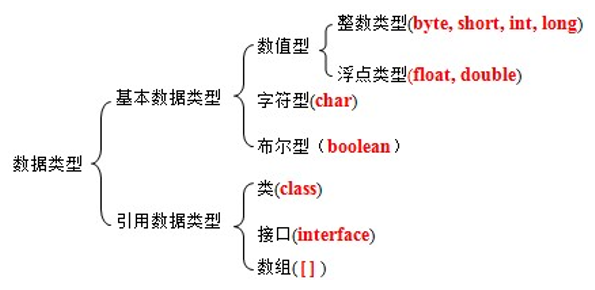 整数类型(byte, short, int, long)
数值型
浮点类型(float, double)
基本数据类型
字符型(char)
布尔型（boolean）
数据类型
类(class)
引用数据类型
接口(interface)
数组([ ])